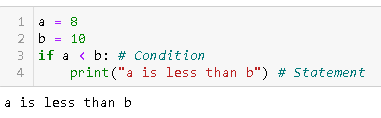 1 a = 8
2 b = 10
3 if a < b: # Condition
4     print("a is less than b") # Statement
a is less than b